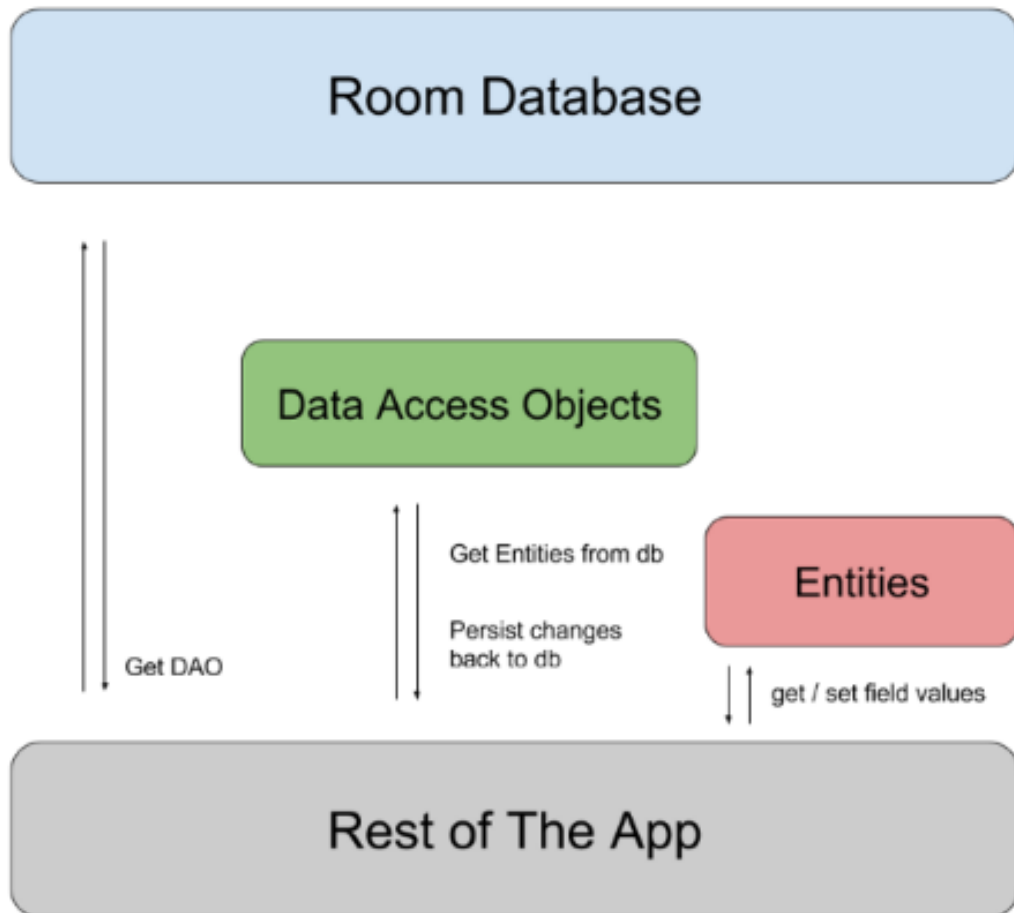 Room Database
Data Access Objects
Get Entities from db
Entities
Persist changes
back to db
Get DAO
get / set field values
Rest of The App